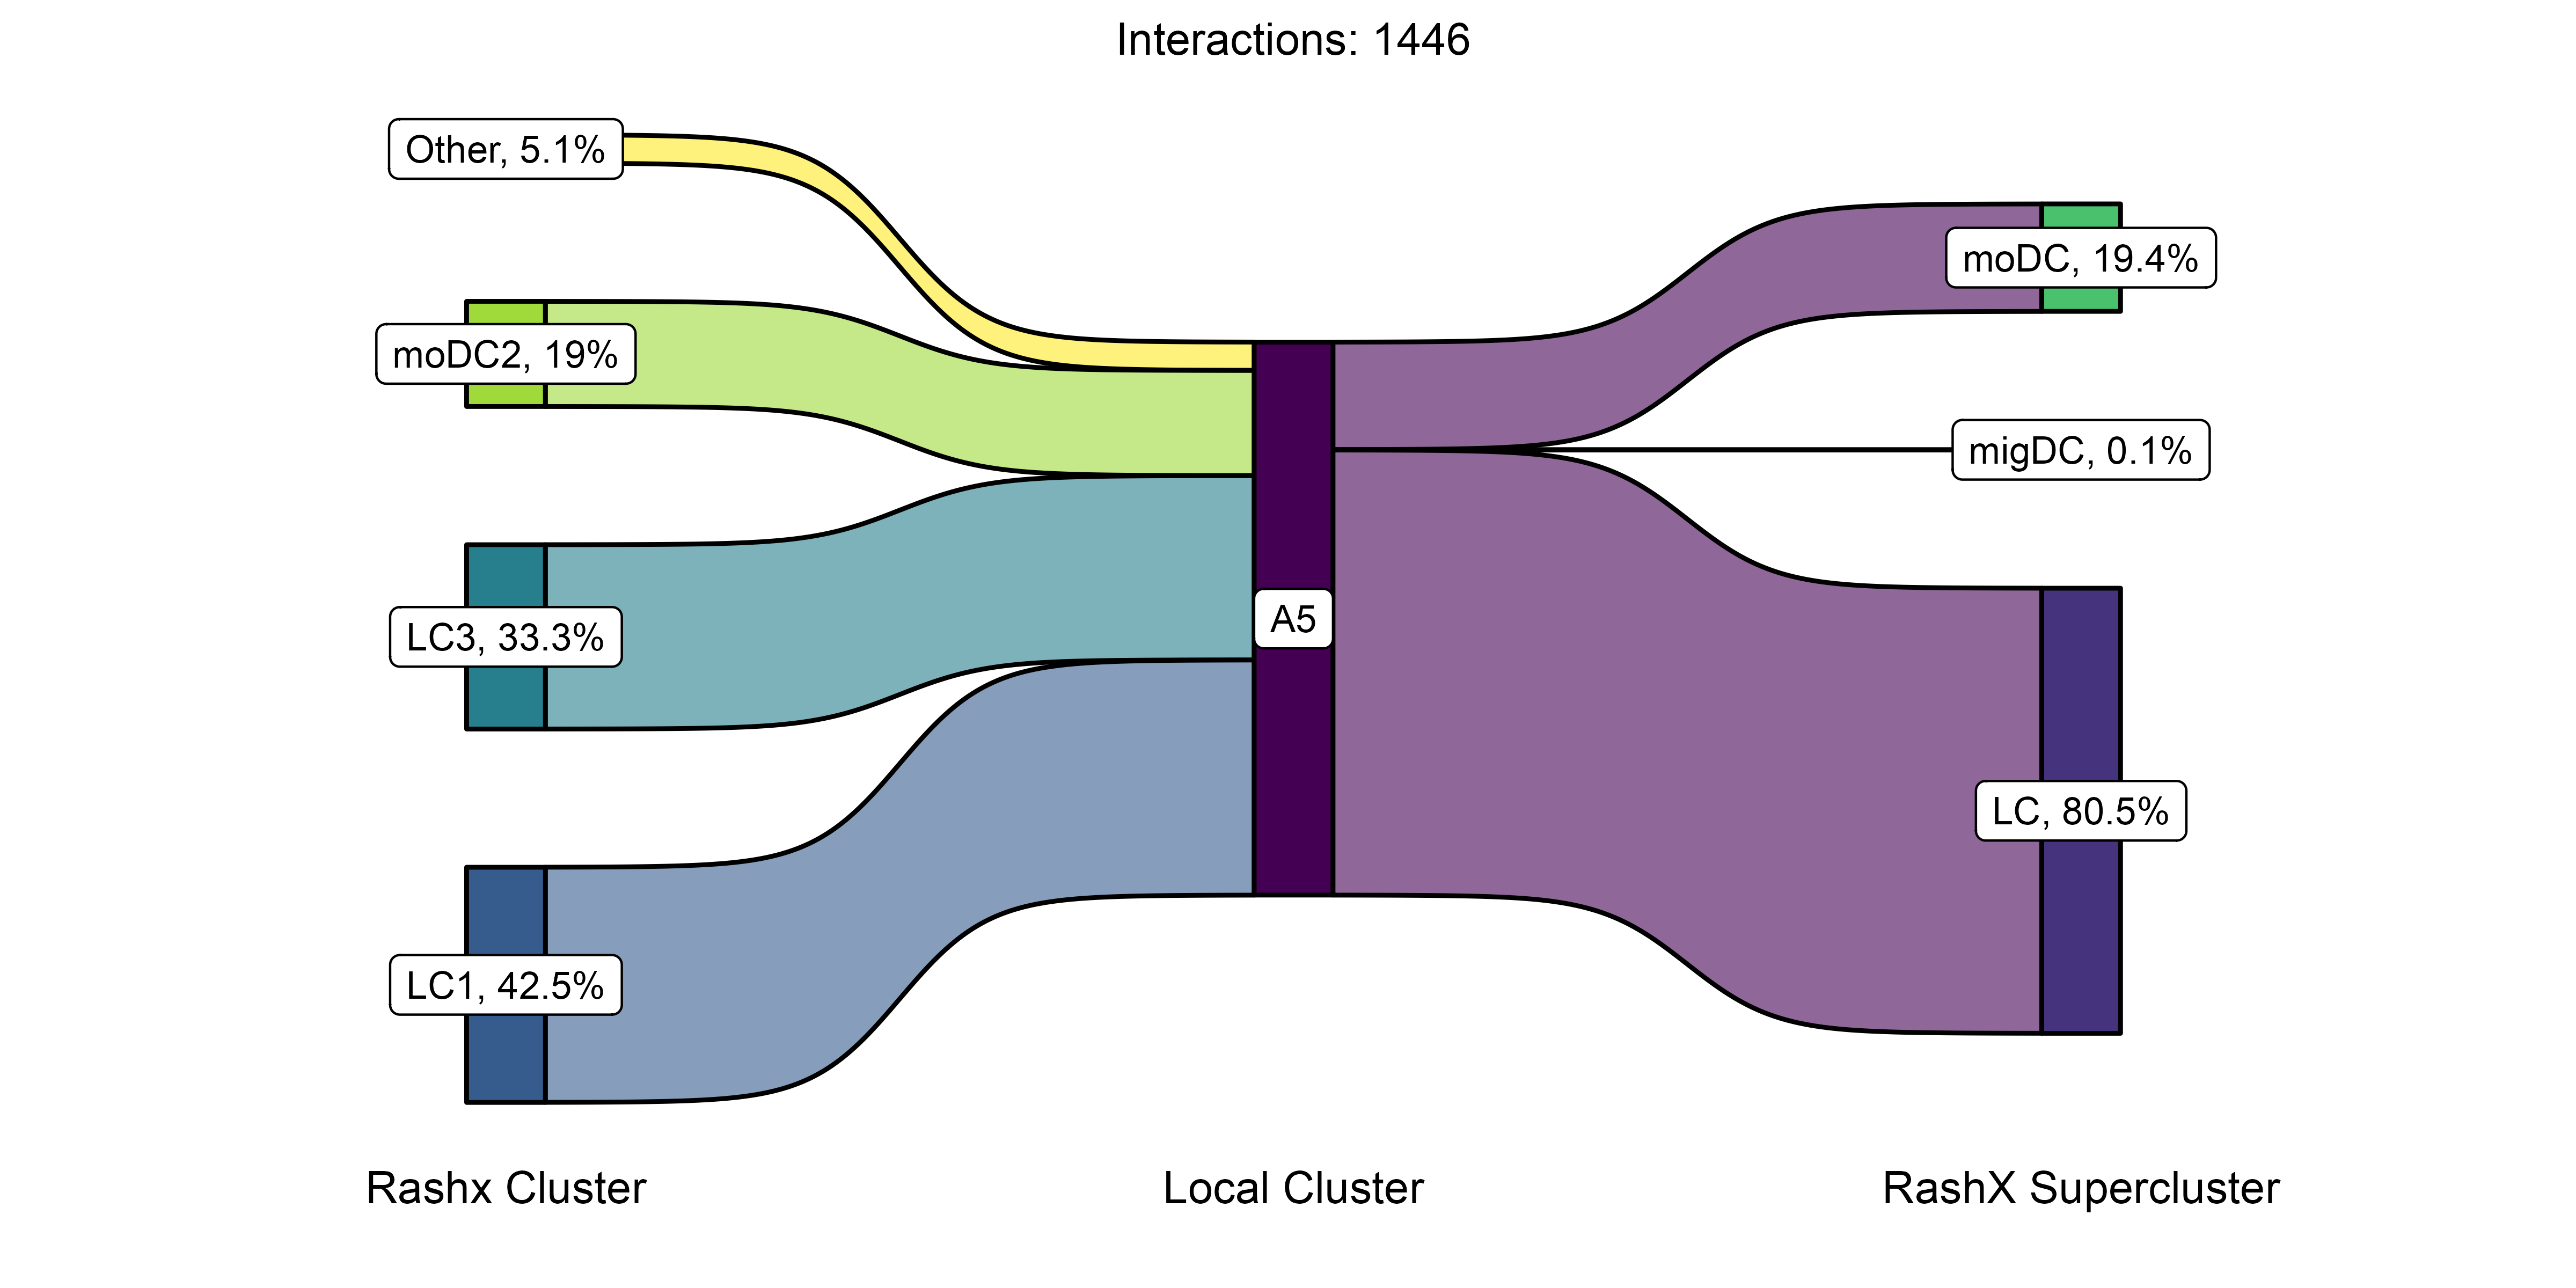 Interactions: 1446
Other, 5.1%
moDC2, 19%
LC3, 33.3%
LC1, 42.5%
A5
moDC, 19.4%
migDC, 0.1%
LC, 80.5%
Rashx Cluster
Local Cluster
RashX Supercluster